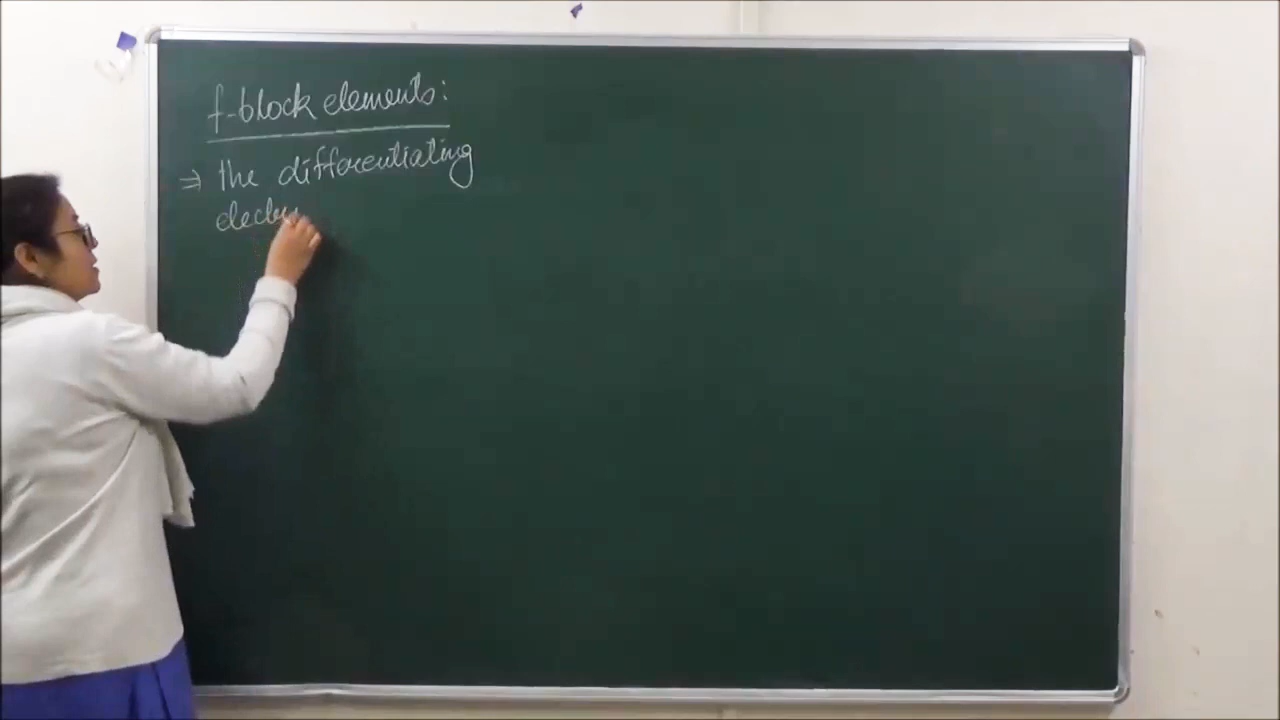 f-block elements:
⇒ the differentiating